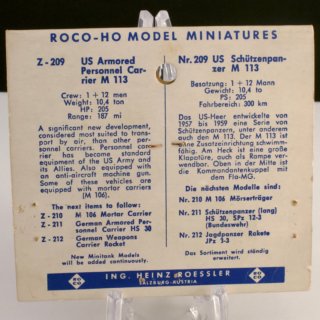 ROCO-HO MODEL MINIATURES
Z-209 US Armored
Personnel Car-
rier M 113
Crew: 1 + 12 men
Weight: 10,4 ton
HP: 205
Range: 187 mi
A significant new development,
considered most suited to trans-
port by air, than other per-
sonnel carriers. Personnel car-
rier has become standard
equipment of the US Army and
its Allies. Also equipped with
an anti-aircraft machine gun.
Some of these vehicles
are equipped with mortar
carriers (M 106).
The next items to follow:
Z - 210 M 106 Mortar Carrier
Z - 211 German Armored Per-
sonnel Carrier HS 30
Z - 212 German Weapons
Carrier Rocket
New Minitank Models
will be added continuously.
Nr. 209 US Schützenpan-
zer M 113
Besatzung: 1 + 12 Mann
Gewicht: 10,4 to
PS: 205
Fahrbereich: 300 km
Das US-Heer entwickelte von
1957 bis 1959 eine Serie von
Schützenpanzern, unter anderen
auch den M 113. Der M 113 ist
ohne Zusatzeinrichtung schwimm-
fähig. Am Heck ist eine große
Klapptüre, auch als Rampe ver-
wendbar. Oben in der Mitte ist
die Kommandantenkuppel mit
dem Fla-MG.
Die nächsten Modelle sind:
Nr. 210 M 106 Mörserträger
Nr. 211 Schützenpanzer (lang)
HS 30, SPz 12-3
(Bundeswehr)
Nr. 212 Jagdpanzer Rakete
JPz 3-3
Das Sortiment wird ständig
erweitert.
ROCO
ING. HEINZ ROESSLER
SALZBURG-AUSTRIA
ROCO